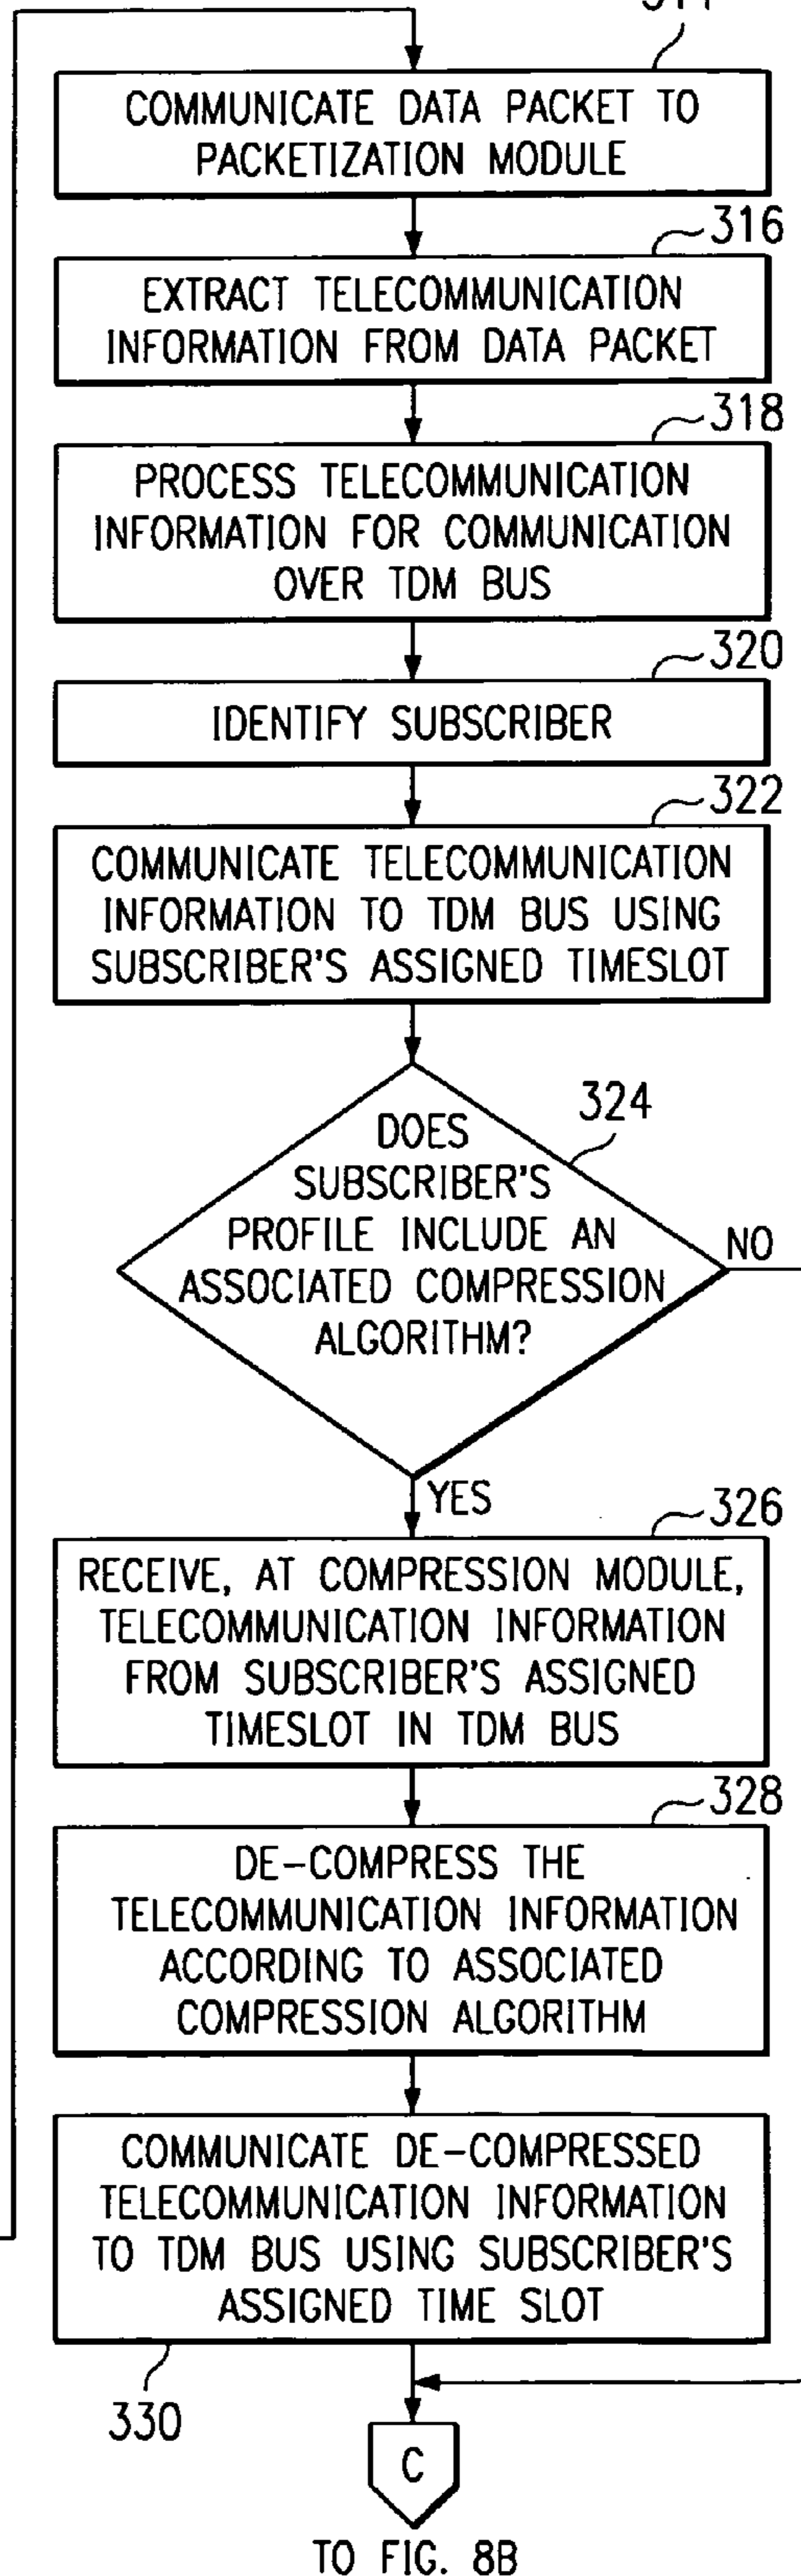 COMMUNICATE DATA PACKET TO
PACKETIZATION MODULE
316
EXTRACT TELECOMMUNICATION
INFORMATION FROM DATA PACKET
318
PROCESS TELECOMMUNICATION
INFORMATION FOR COMMUNICATION
OVER TDM BUS
320
IDENTIFY SUBSCRIBER
322
COMMUNICATE TELECOMMUNICATION
INFORMATION TO TDM BUS USING
SUBSCRIBER'S ASSIGNED TIMESLOT
324
DOES
SUBSCRIBER'S
PROFILE INCLUDE AN
ASSOCIATED COMPRESSION
ALGORITHM?
NO
YES
326
RECEIVE, AT COMPRESSION MODULE,
TELECOMMUNICATION INFORMATION
FROM SUBSCRIBER'S ASSIGNED
TIMESLOT IN TDM BUS
328
DE-COMPRESS THE
TELECOMMUNICATION INFORMATION
ACCORDING TO ASSOCIATED
COMPRESSION ALGORITHM
COMMUNICATE DE-COMPRESSED
TELECOMMUNICATION INFORMATION
TO TDM BUS USING SUBSCRIBER'S
ASSIGNED TIME SLOT
330
C
TO FIG. 8B